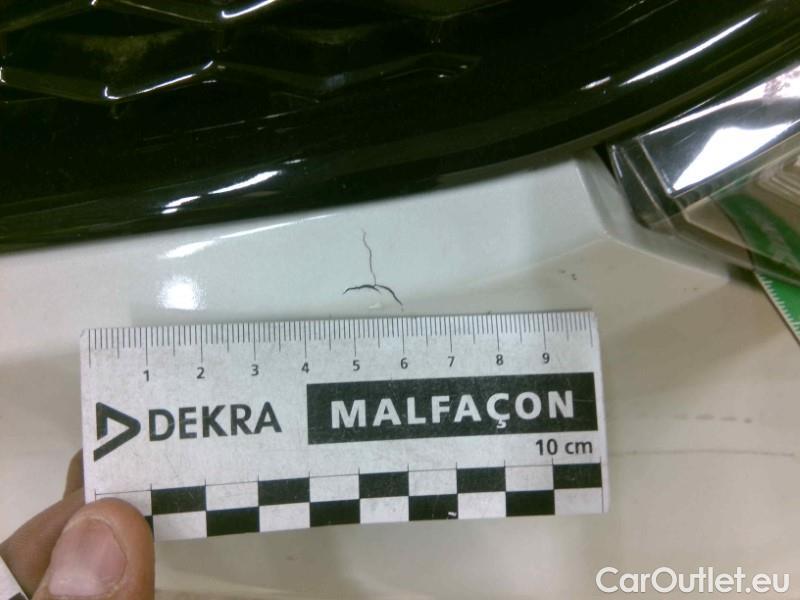 1 2 3 4 5 6 7 8 9
DEKRA MALFAÇON
10 cm
CarOutlet.eu